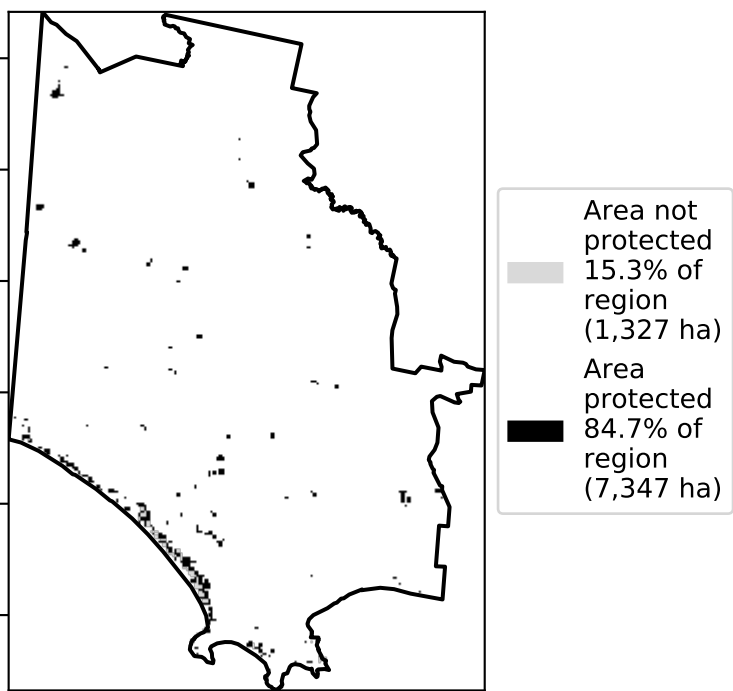 Area not
protected
15.3% of
region
(1,327 ha)
Area
protected
84.7% of
region
(7,347 ha)